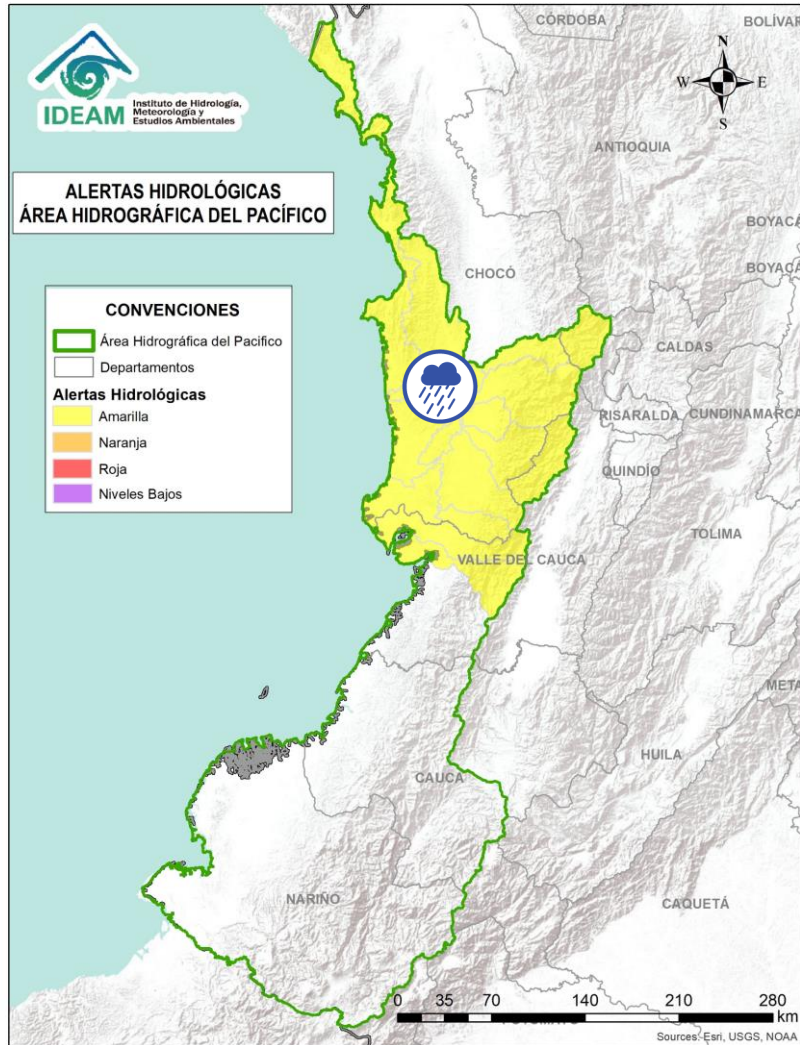 IDEAM
Instituto de Hidrología,
Meteorología y
Estudios Ambientales
ALERTAS HIDROLÓGICAS
ÁREA HIDROGRÁFICA DEL PACÍFICO
CONVENCIONES
Área Hidrográfica del Pacifico
Departamentos
Alertas Hidrológicas
Amarilla
Naranja
Roja
Niveles Bajos
N
W
E
S
CÓRDOBA
BOLÍVAR
ANTIOQUIA
BOYACÁ
BOYACÁ
CHOCÓ
CALDAS
RISARALDA
CUNDINAMARCA
QUINDÍO
TOLIMA
VALLE DEL CAUCA
META
HUILA
CAUCA
NARIÑO
CAQUETÁ
0 35 70 140 210 280
km
Sources: Esri, USGS, NOAA